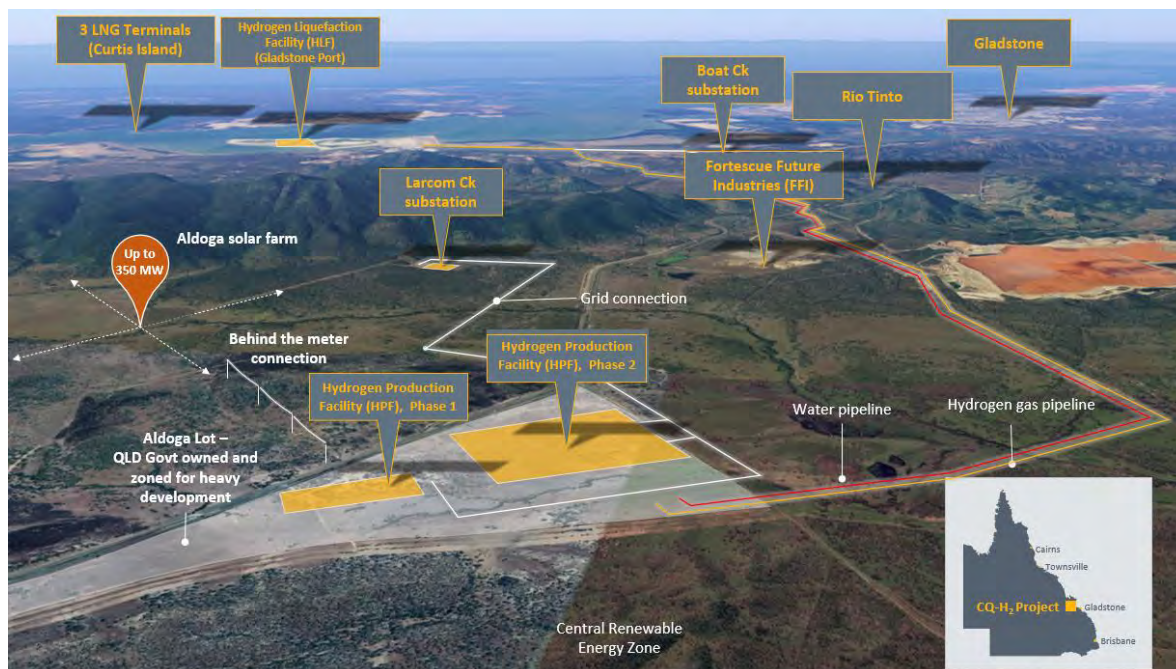 3 LNG Terminals
(Curtis Island)
Hydrogen Liquefaction
Facility (HLF)
(Gladstone Port)
Boat Ck
substation
Rio Tinto
Gladstone
Larcom Ck
substation
Fortescue Future
Industries (FFI)
Up to
350 MW
Aldoga solar farm
Grid connection
Behind the meter
connection
Hydrogen Production
Facility (HPF), Phase 2
Hydrogen Production
Facility (HPF), Phase 1
Water pipeline
Hydrogen gas pipeline
Aldoga Lot –
QLD Govt owned and
zoned for heavy
development
Central Renewable
Energy Zone
Cairns
Townsville
CQ-H₂ Project
Gladstone
Brisbane